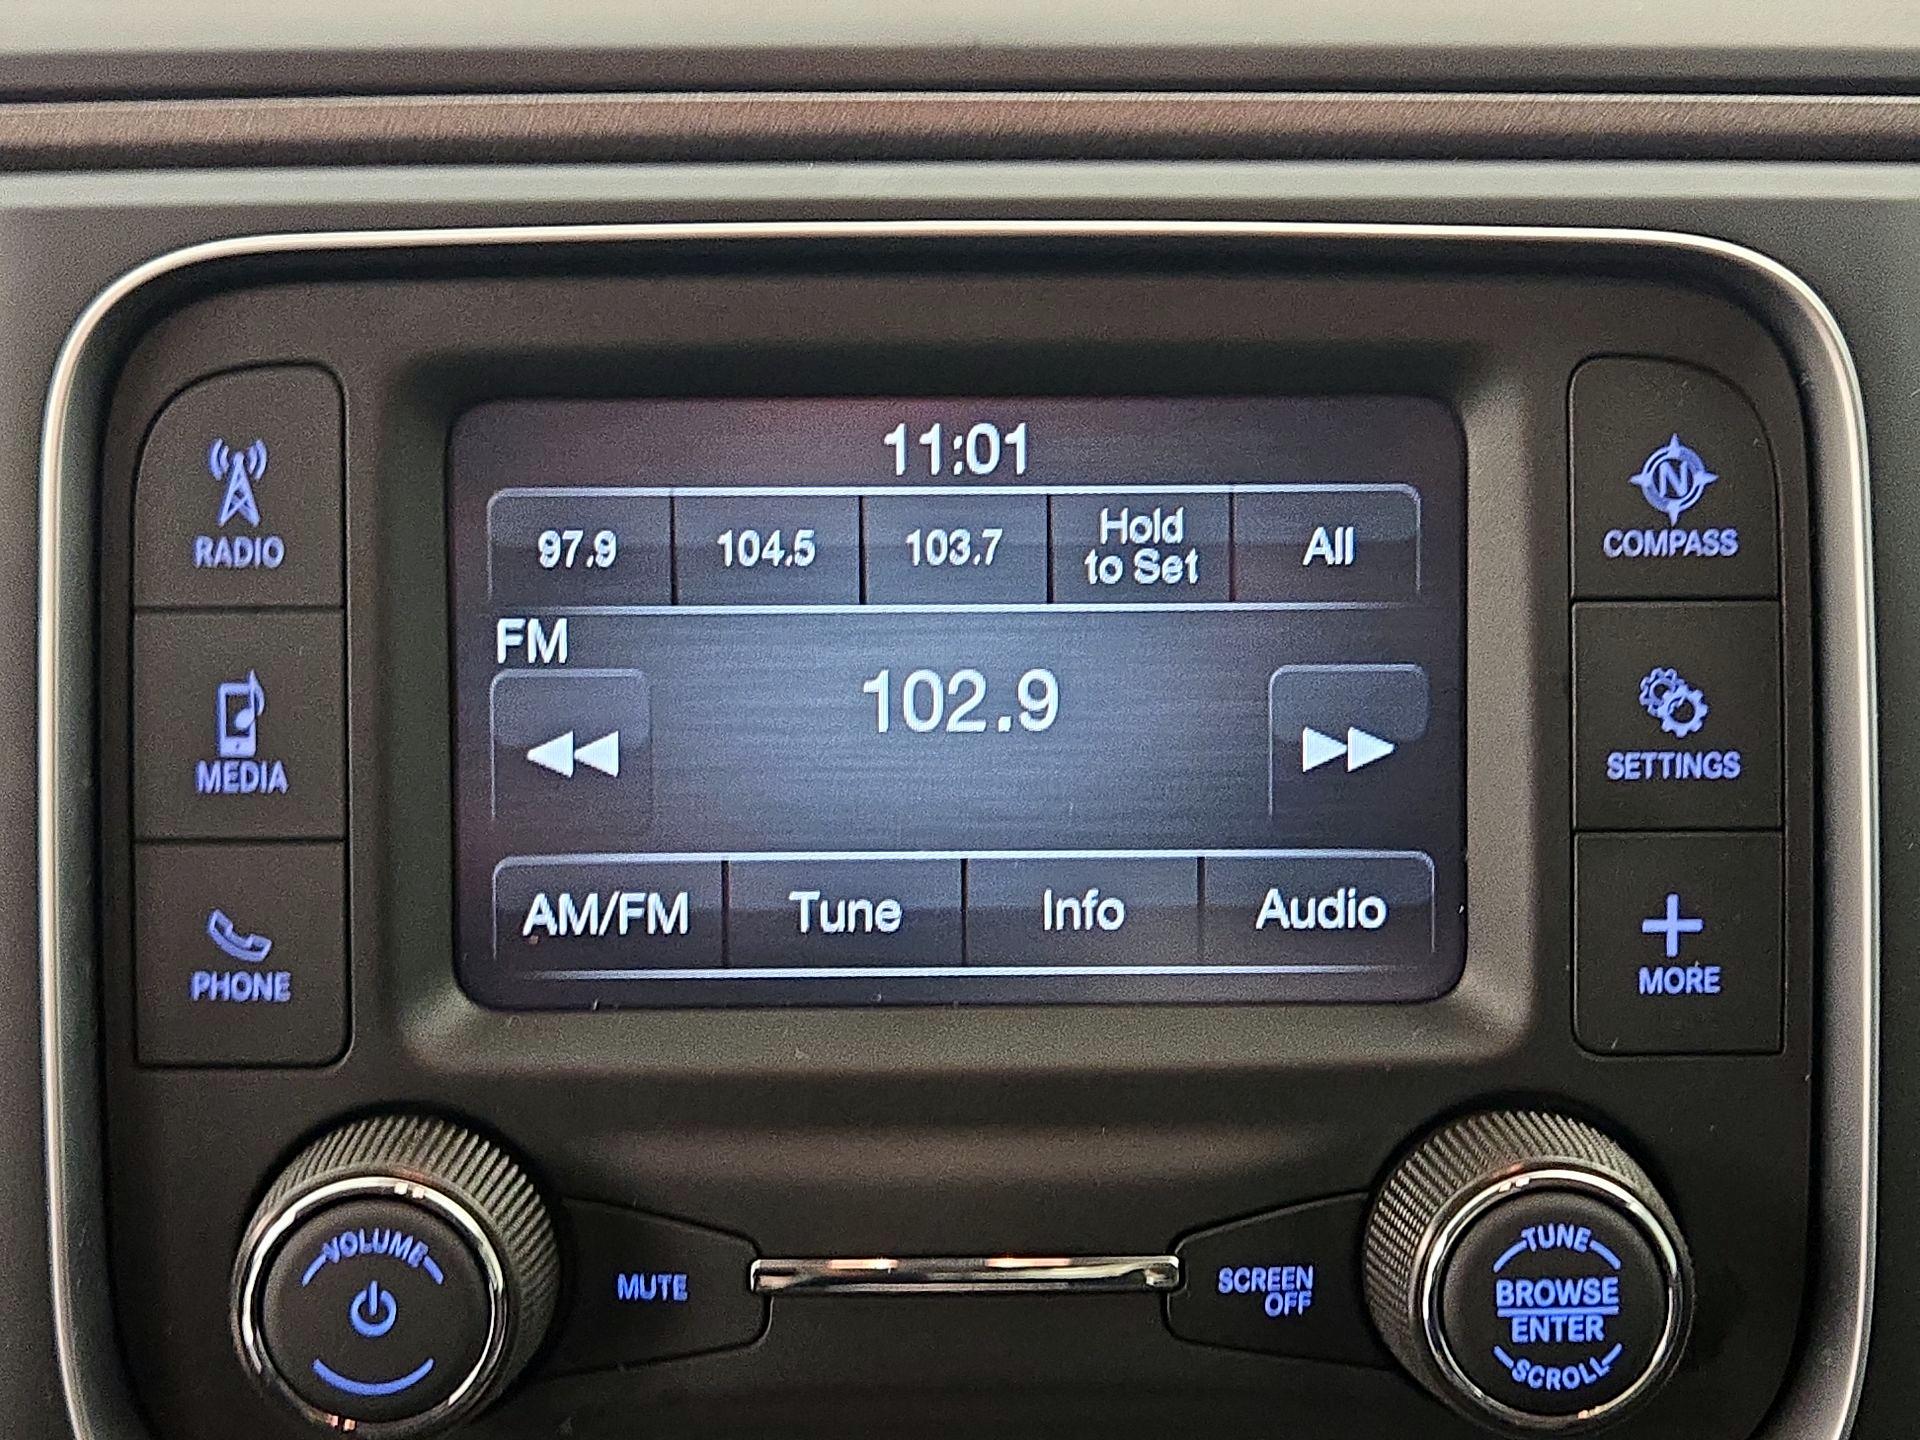 11:01
97.9 104.5 103.7 Hold to Set All
FM
102.9
AM/FM Tune Info Audio
RADIO
MEDIA
PHONE
N
COMPASS
SETTINGS
MORE
VOLUME
MUTE
SCREEN
OFF
TUNE
BROWSE
ENTER
SCROLL